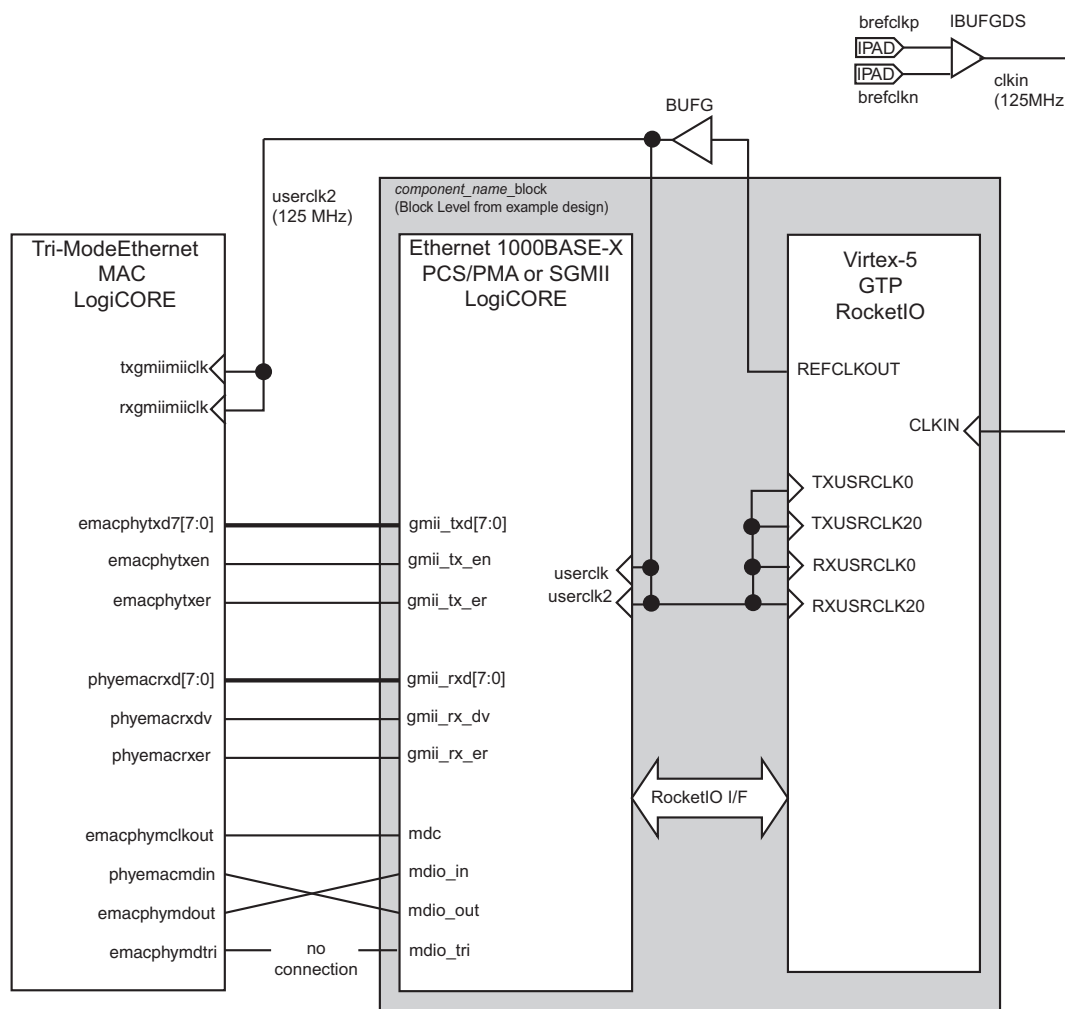 brefclkp
IBUFGDS
IPAD
IPAD
brefclkn
clkin
(125MHz
BUFG
userclk2
(125 MHz)
component_name_block
(Block Level from example design)
Tri-ModeEthernet
MAC
LogiCORE
Ethernet 1000BASE-X
PCS/PMA or SGMII
LogiCORE
Virtex-5
GTP
RocketIO
txgmiimiiclk
rxgmiimiiclk
REFCLKOUT
CLKIN
TXUSRCLK0
TXUSRCLK20
RXUSRCLK0
RXUSRCLK20
emacphytxd7[7:0]
gmii_txd[7:0]
emacphytxen
gmii_tx_en
userclk
userclk2
emacphytxer
gmii_tx_er
phyemacrxd[7:0]
gmii_rxd[7:0]
phyemacrxdv
gmii_rx_dv
phyemacrxer
gmii_rx_er
RocketIO I/F
emacphymclkout
mdc
phyemacmdin
mdio_in
emacphymdout
mdio_out
emacphymdtri
no
connection
mdio_tri